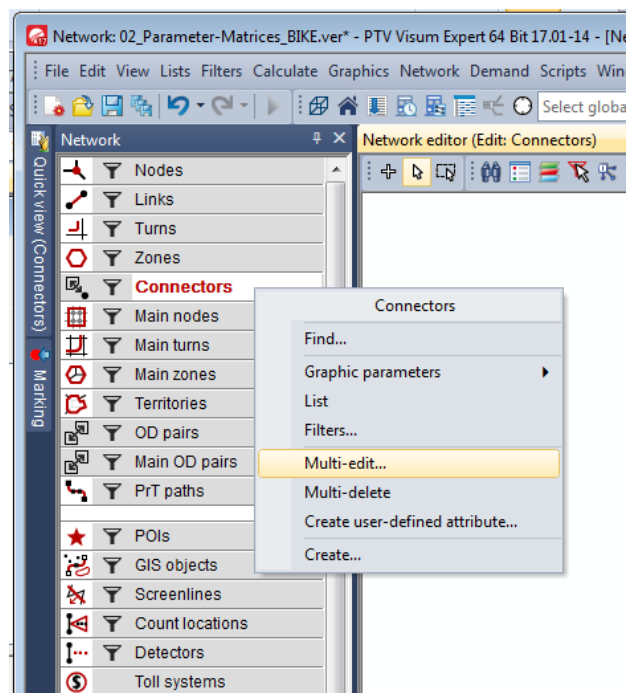 Network: 02_Parameter-Matrices_BIKE.ver* - PTV Visum Expert 64 Bit 17.01-14 - [Ne
File Edit View Lists Filters Calculate Graphics Network Demand Scripts Win
Select globa
Network
Network editor (Edit: Connectors)
Quick view (Connectors)
Marking
Nodes
Links
Turns
Zones
Connectors
Main nodes
Main turns
Main zones
Territories
OD pairs
Main OD pairs
PrT paths
POIs
GIS objects
Screenlines
Count locations
Detectors
Toll systems
Connectors
Find...
Graphic parameters
List
Filters...
Multi-edit...
Multi-delete
Create user-defined attribute...
Create...